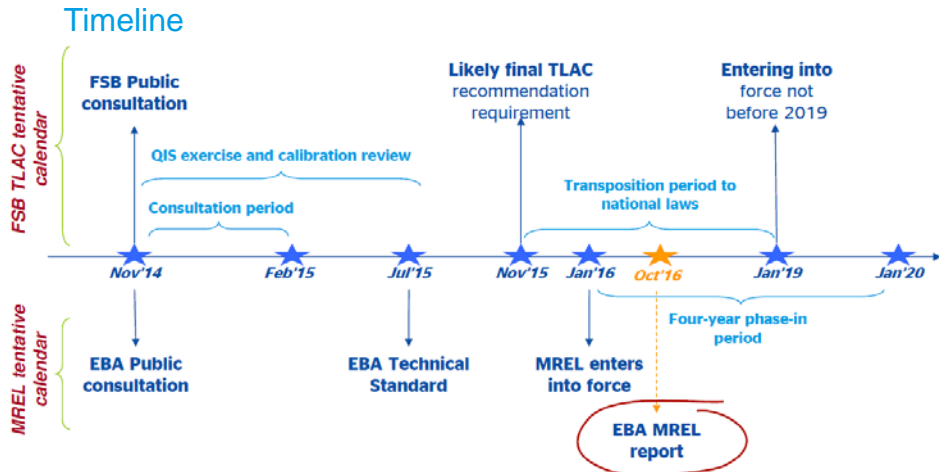 Timeline
FSB TLAC tentative
calendar
FSB Public
consultation
Likely final TLAC
recommendation
requirement
Entering into
force not
before 2019
QIS exercise and calibration review
Consultation period
Transposition period to
national laws
Nov'14
Feb'15
Jul'15
Nov'15
Jan'16
Oct'16
Jan'19
Jan'20
MREL tentative
calendar
Four-year phase-in
period
EBA Public
consultation
EBA Technical
Standard
MREL enters
into force
EBA MREL
report